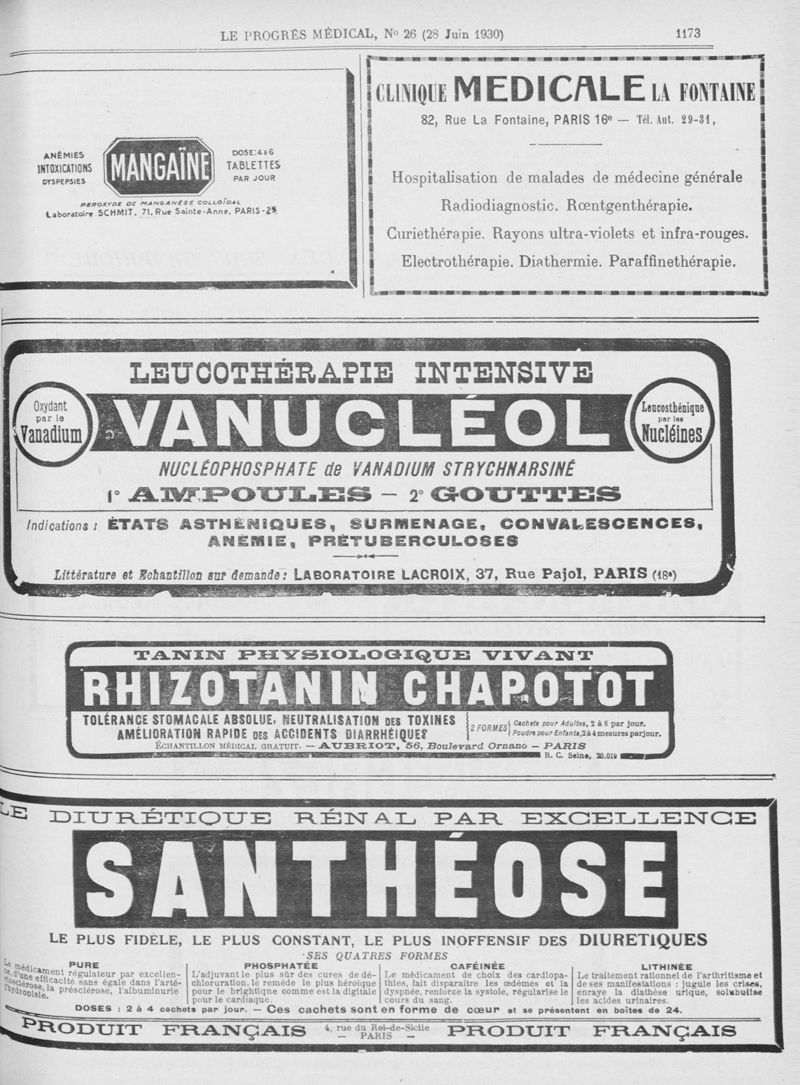 LE PROGRÈS MÉDICAL, No 26 (28 Juin 1930) 1173
ANÉMIES
INTOXICATIONS
DYSPEPSIES
MANGAÏNE
DOSE: 4 à 6
TABLETTES
PAR JOUR
PEROXYDE DE MANGANÈSE COLLOÏDAL
Laboratoire SCHMIT, 71, Rue Sainte-Anne, PARIS-2e
CLINIQUE MEDICALE LA FONTAINE
82, Rue La Fontaine, PARIS 16e — Tél. Aut. 29-31,
Hospitalisation de malades de médecine générale
Radiodiagnostic. Rœntgenthérapie.
Curiethérapie. Rayons ultra-violets et infra-rouges.
Electrothérapie. Diathermie. Paraffinethérapie.
LEUCOTHÉRAPIE INTENSIVE
Oxydant
par le
Vanadium
VANUCLÉOL
Leucosthénique
par les
Nucléines
NUCLÉOPHOSPHATE de VANADIUM STRYCHNARSINÉ
1° AMPOULES — 2° GOUTTES
Indications : ÉTATS ASTHÉNIQUES, SURMENAGE, CONVALESCENCES,
ANÉMIE, PRÉTUBERCULOSES
Littérature et Echantillon sur demande : LABORATOIRE LACROIX, 37, Rue Pajol, PARIS (18e)
TANIN PHYSIOLOGIQUE VIVANT
RHIZOTANIN CHAPOTOT
TOLÉRANCE STOMACALE ABSOLUE, NEUTRALISATION DES TOXINES
AMÉLIORATION RAPIDE DES ACCIDENTS DIARRHÉIQUES
2 FORMES
Cachets pour Adultes, 2 à 6 par jour.
Poudre pour Enfants, 2 à 4 mesures par jour.
ÉCHANTILLON MÉDICAL GRATUIT. — AUBRIOT, 56, Boulevard Ornano — PARIS
R. C. Seine, 20.019
LE DIURÉTIQUE RÉNAL PAR EXCELLENCE
SANTHÉOSE
LE PLUS FIDÈLE, LE PLUS CONSTANT, LE PLUS INOFFENSIF DES DIURETIQUES
SES QUATRES FORMES
PURE
Le médicament régulateur par excellence, d'une efficacité sans égale dans l'artériosclérose, la présclérose, l'albuminurie
l'hydropisie.
PHOSPHATÉE
L'adjuvant le plus sûr des cures de dé-
chloruration, le remède le plus héroique
pour le brightique comme est la digitale
pour le cardiaque.
CAFÉINÉE
Le médicament de choix des cardiopa-
thies, fait disparaître les œdèmes et la
dyspnée, renforce la systole, régularise le
cours du sang.
LITHINÉE
Le traitement rationnel de l'arthritisme et
de ses manifestations : jugule les crises,
enraye la diathèse urique, solubilise
les acides urinaires.
DOSES : 2 à 4 cachets par jour. — Ces cachets sont en forme de cœur et se présentent en boîtes de 24.
PRODUIT FRANÇAIS
4, rue du Roi-de-Sicile
— PARIS —
PRODUIT FRANÇAIS